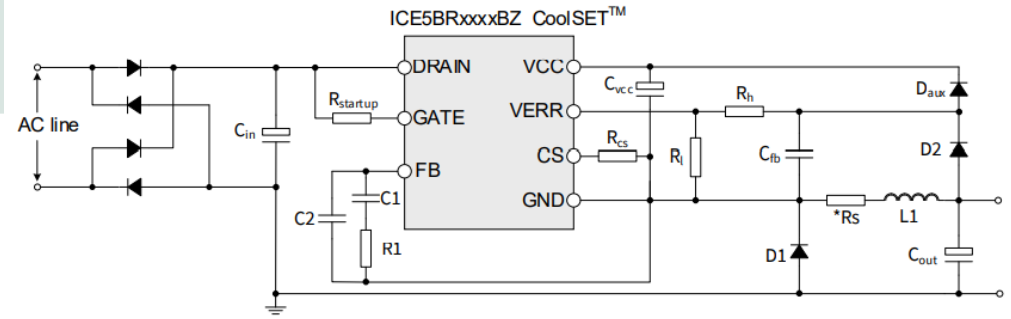 ICE5BRxxxxBZ CoolSET™
DRAIN
VCC
Cvcc
Rh
Daux
Rstartup
GATE
VERR
AC line
Cin
Rcs
CS
Rl
Cfb
D2
FB
C1
GND
C2
*Rs
L1
R1
D1
Cout